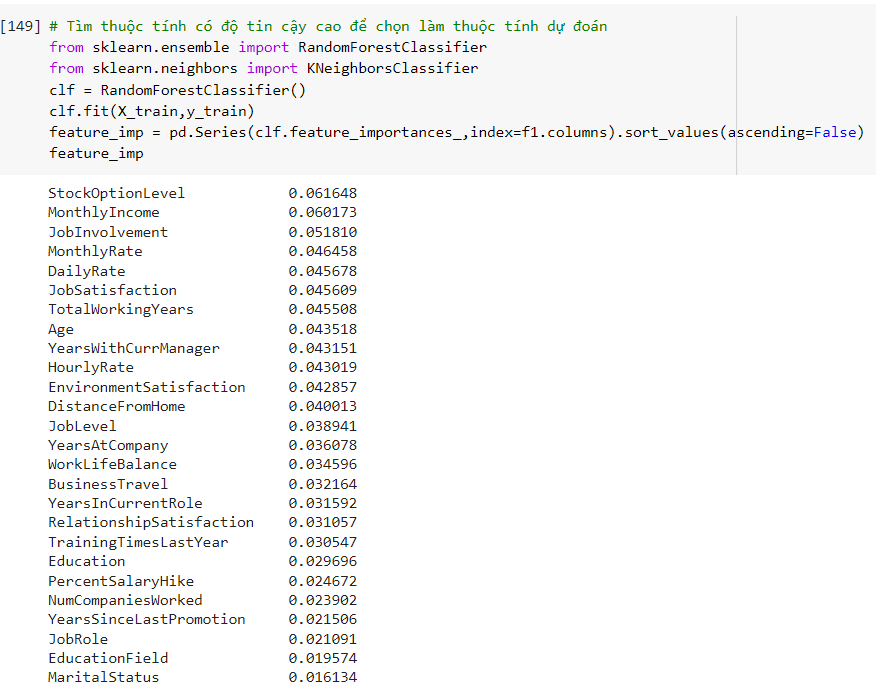 [149] # Tìm thuộc tính có độ tin cậy cao để chọn làm thuộc tính dự đoán
from sklearn.ensemble import RandomForestClassifier
from sklearn.neighbors import KNeighborsClassifier
clf = RandomForestClassifier()
clf.fit(X_train,y_train)
feature_imp = pd.Series(clf.feature_importances_,index=f1.columns).sort_values(ascending=False)
feature_imp
StockOptionLevel 0.061648
MonthlyIncome 0.060173
JobInvolvement 0.051810
MonthlyRate 0.046458
DailyRate 0.045678
JobSatisfaction 0.045609
TotalWorkingYears 0.045508
Age 0.043518
YearsWithCurrManager 0.043151
HourlyRate 0.043019
EnvironmentSatisfaction 0.042857
DistanceFromHome 0.040013
JobLevel 0.038941
YearsAtCompany 0.036078
WorkLifeBalance 0.034596
BusinessTravel 0.032164
YearsInCurrentRole 0.031592
RelationshipSatisfaction 0.031057
TrainingTimesLastYear 0.030547
Education 0.029696
PercentSalaryHike 0.024672
NumCompaniesWorked 0.023902
YearsSinceLastPromotion 0.021506
JobRole 0.021091
EducationField 0.019574
MaritalStatus 0.016134